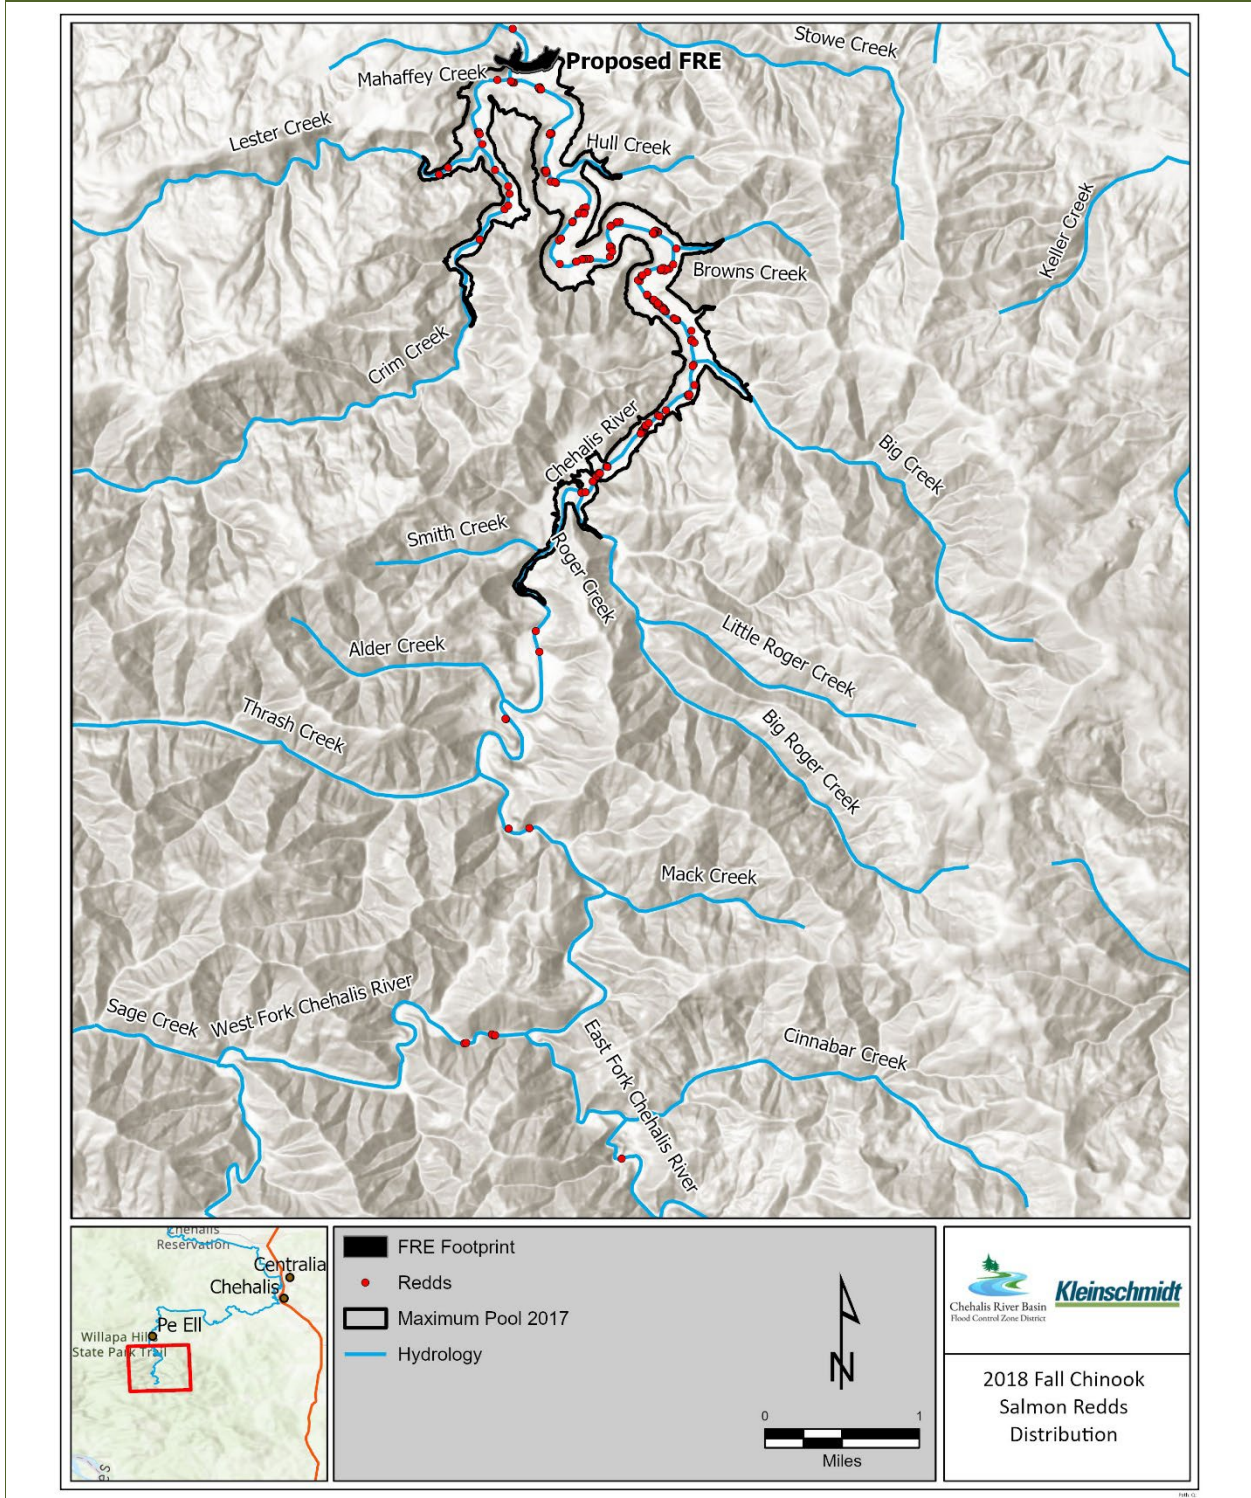 Stowe Creek
Proposed FRE
Mahaffey Creek
Lester Creek
Hull Creek
Keller Creek
Browns Creek
Crim Creek
Chehalis River
Big Creek
Smith Creek
Roger Creek
Little Roger Creek
Alder Creek
Thrash Creek
Big Roger Creek
Mack Creek
West Fork Chehalis River
Sage Creek
East Fork Chehalis River
Cinnabar Creek
Chehalis
Reservation
Centralia
Chehalis
Pe Ell
Willapa Hills
State Park Trail
FRE Footprint
Redds
Maximum Pool 2017
Hydrology
N
0 1
Miles
Chehalis River Basin
Flood Control Zone District
Kleinschmidt
2018 Fall Chinook
Salmon Redds
Distribution